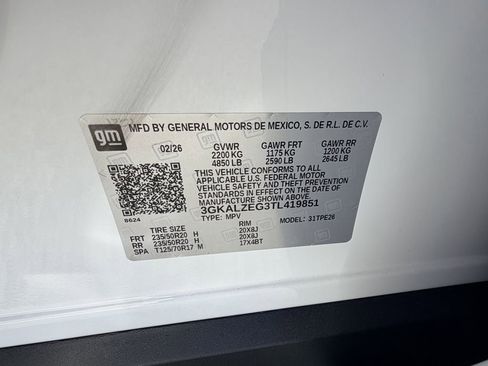 gm
MFD BY GENERAL MOTORS DE MEXICO, S. DE R.L. DE C.V.
02/26 GVWR GAWR FRT GAWR RR
2200 KG 1175 KG 1200 KG
4850 LB 2590 LB 2645 LB
THIS VEHICLE CONFORMS TO ALL
APPLICABLE U.S. FEDERAL MOTOR
VEHICLE SAFETY AND THEFT PREVENTION
STANDARDS IN EFFECT ON THE DATE OF
MANUFACTURE SHOWN ABOVE.
3GKALZEG3TL419851
8624 TYPE: MPV MODEL: 31TPE26
TIRE SIZE RIM
FRT 235/50R20 H 20X8J
RR 235/50R20 H 20X8J
SPA T125/70R17 M 17X4BT